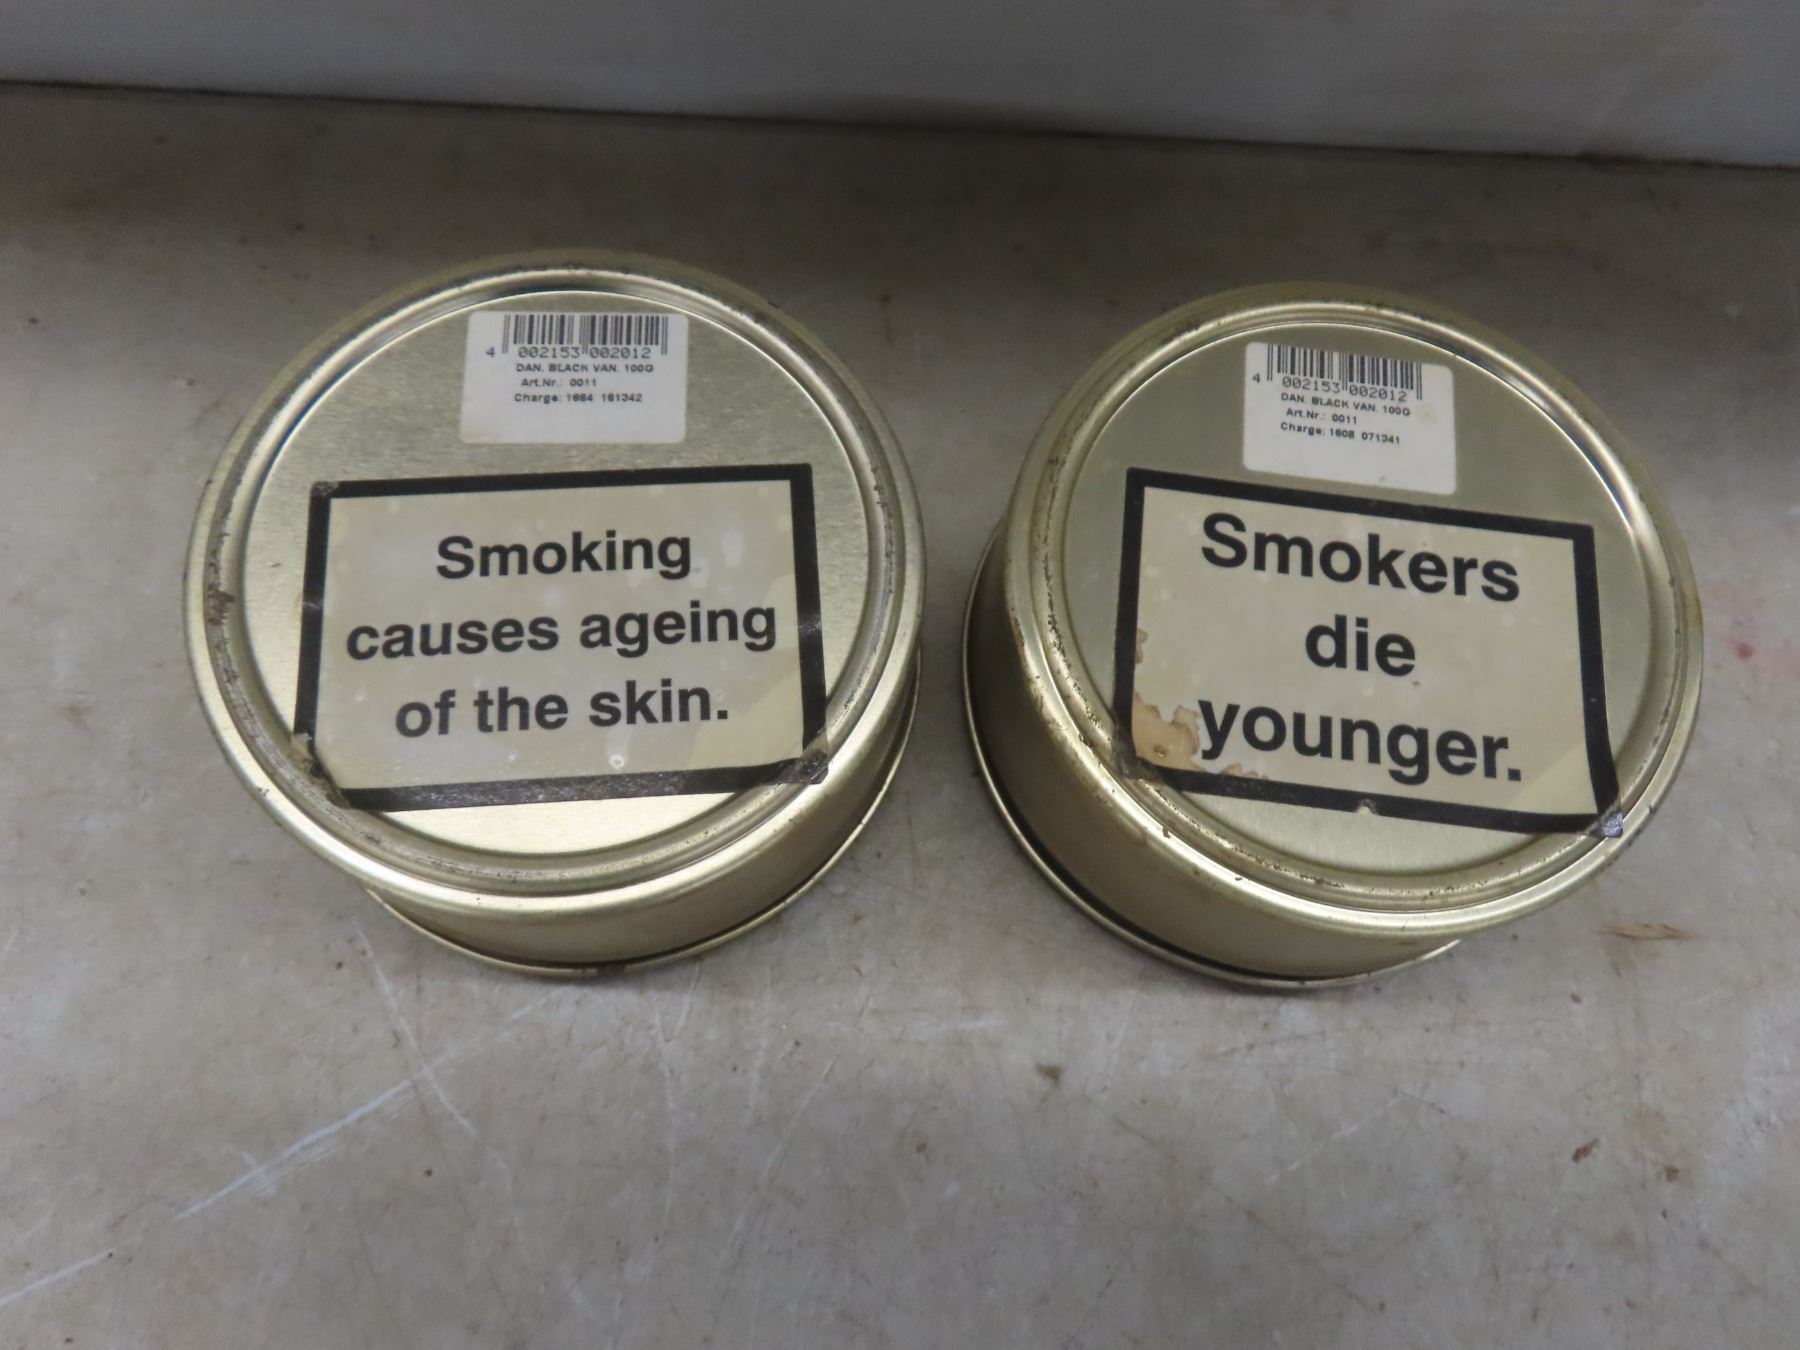 4 002153 002012
DAN. BLACK VAN. 100G
Art.Nr.: 0011
Charge: 1664 161342
Smoking
causes ageing
of the skin.
4 002153 002012
DAN. BLACK VAN. 100G
Art.Nr.: 0011
Charge: 1608 071341
Smokers
die
younger.